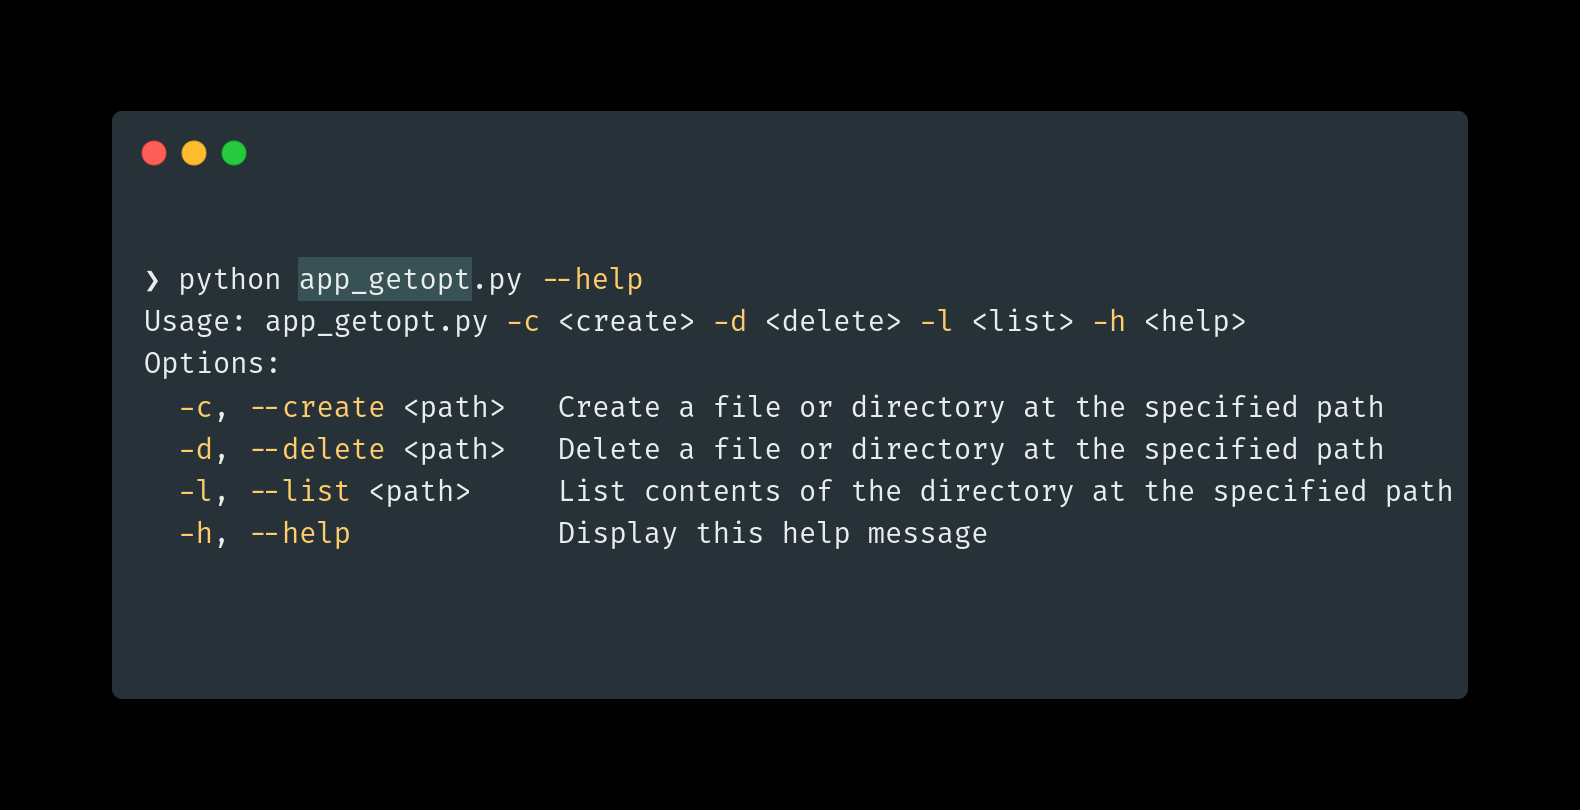 ❯ python app_getopt.py --help
Usage: app_getopt.py -c <create> -d <delete> -l <list> -h <help>
Options:
  -c, --create <path>   Create a file or directory at the specified path
  -d, --delete <path>   Delete a file or directory at the specified path
  -l, --list <path>     List contents of the directory at the specified path
  -h, --help            Display this help message